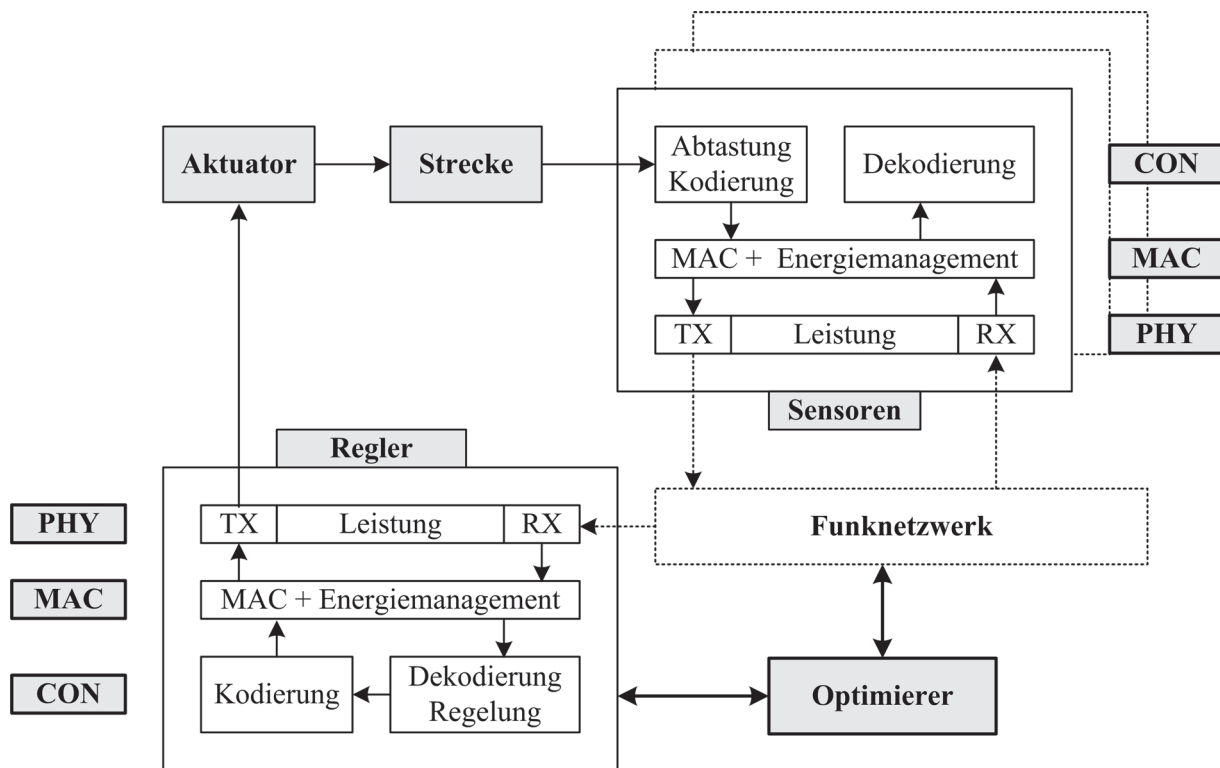 Aktuator
Strecke
Abtastung
Kodierung
Dekodierung
CON
MAC + Energiemanagement
MAC
TX
Leistung
RX
PHY
Sensoren
Regler
PHY
TX
Leistung
RX
Funknetzwerk
MAC
MAC + Energiemanagement
CON
Kodierung
Dekodierung
Regelung
Optimierer